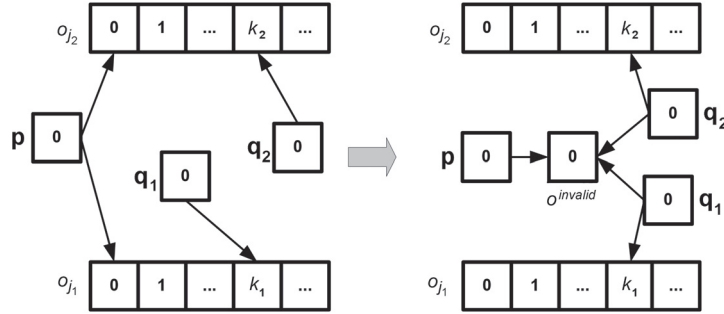 o_{j_2} 0 1 ... k_2 ...
p 0
q_1 0
q_2 0
o_{j_1} 0 1 ... k_1 ...
o_{j_2} 0 1 ... k_2 ...
0 q_2
p 0 0
o^{invalid}
0 q_1
o_{j_1} 0 1 ... k_1 ...